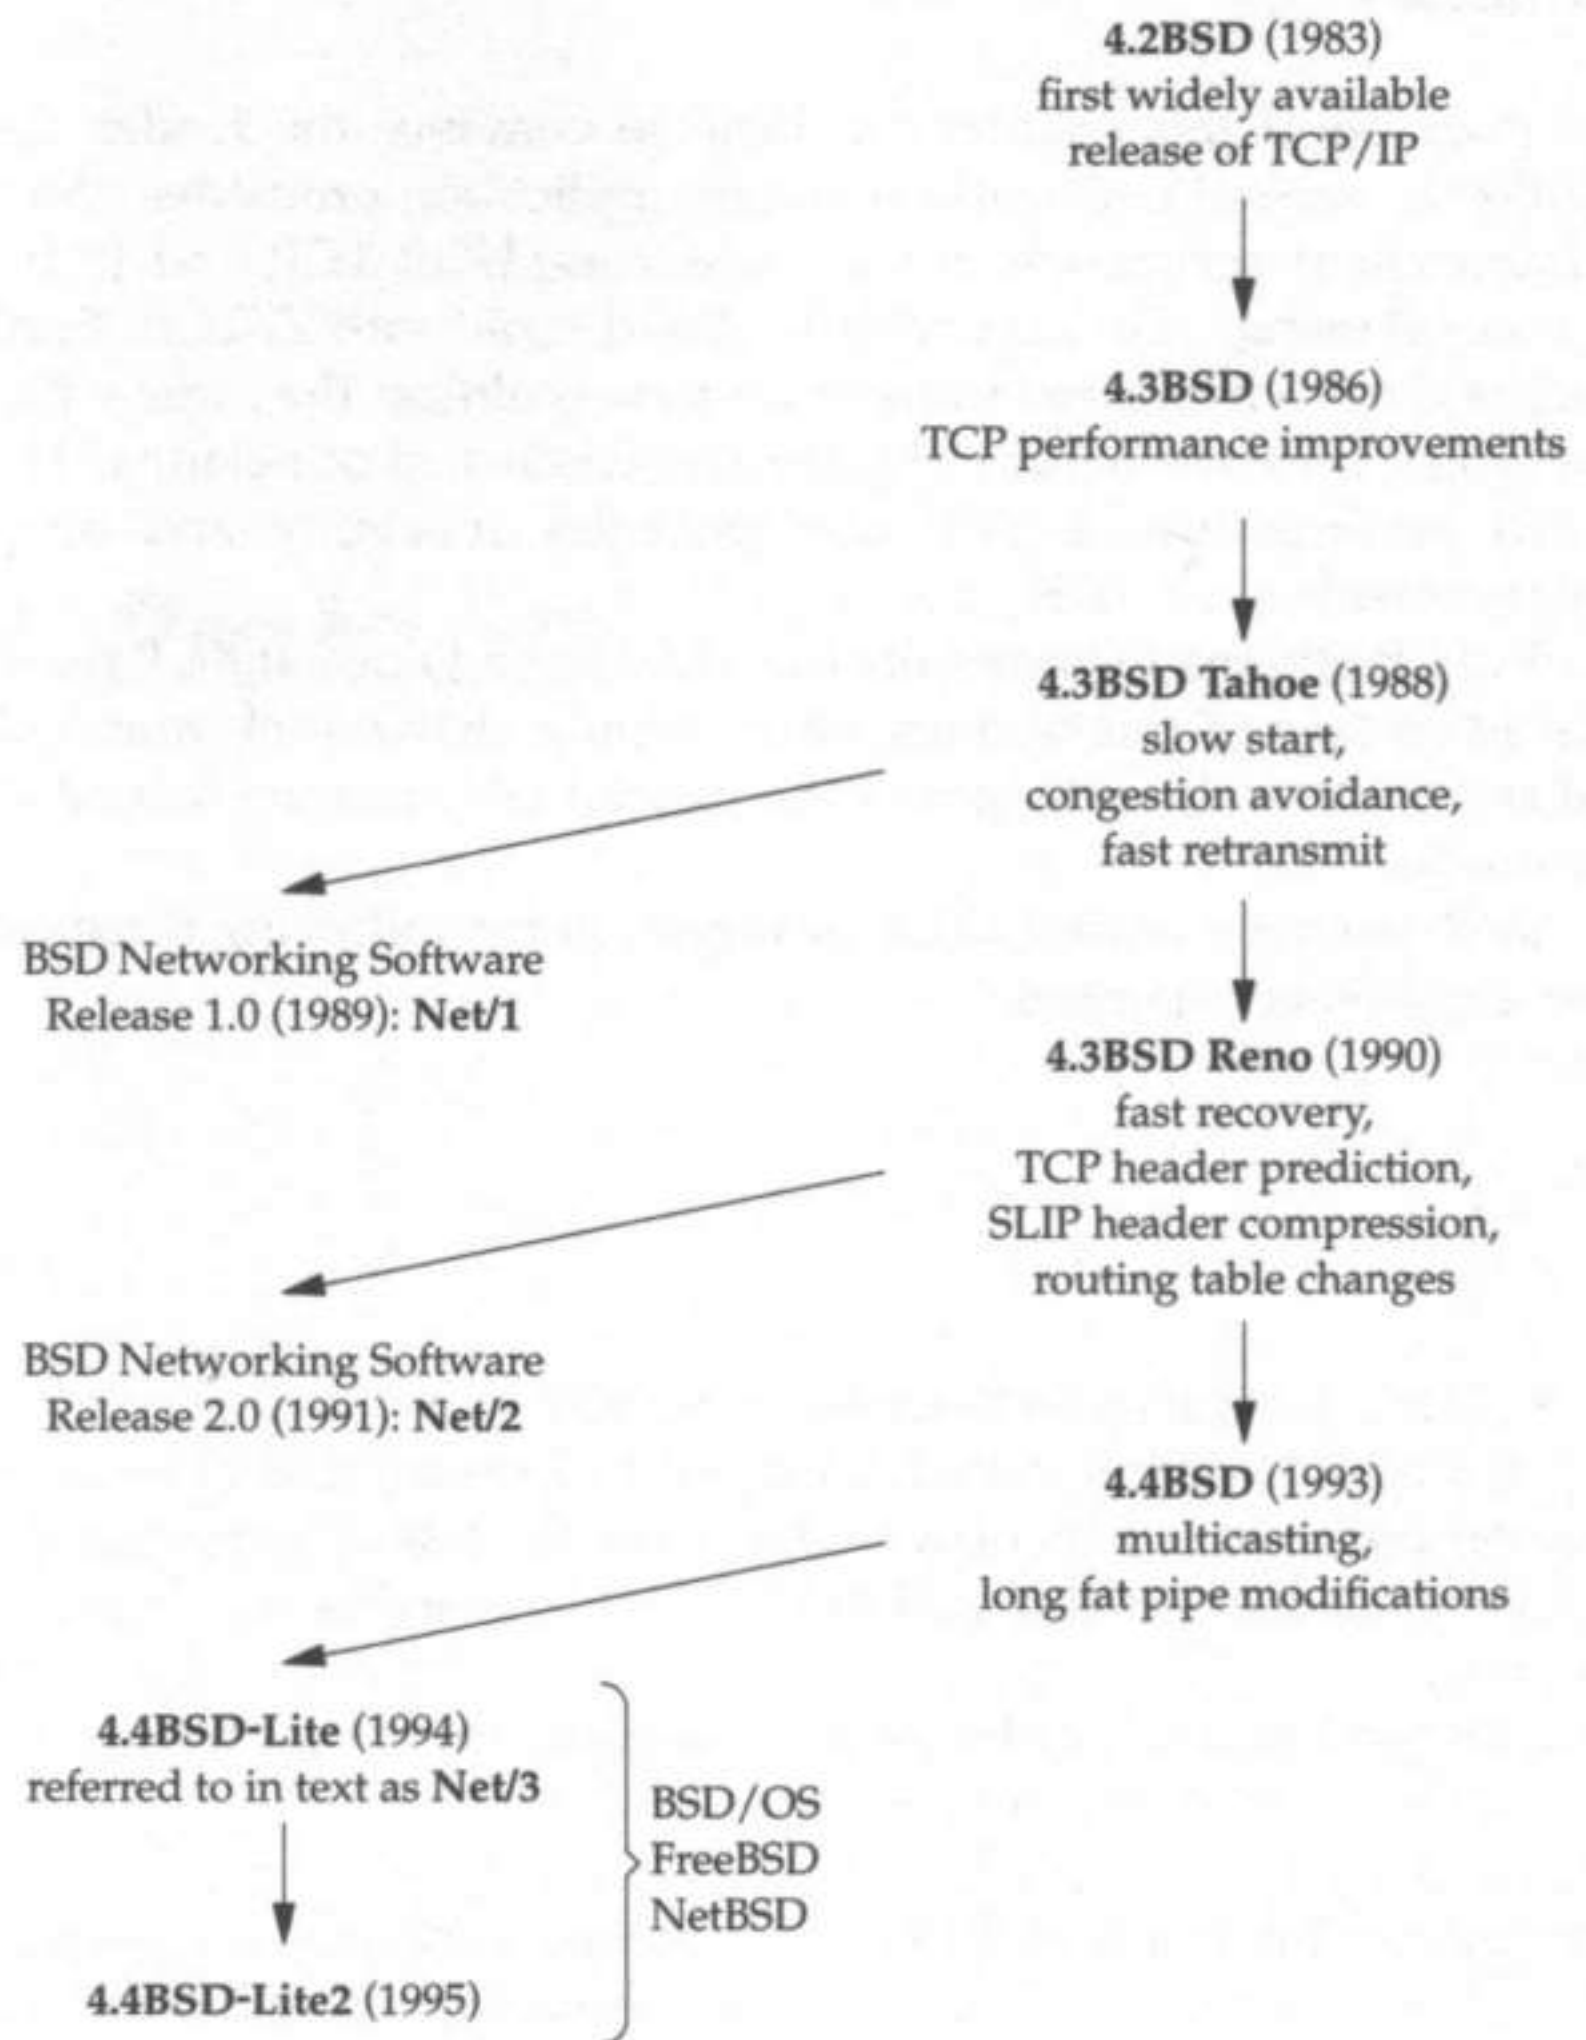 4.2BSD (1983)
first widely available
release of TCP/IP
4.3BSD (1986)
TCP performance improvements
4.3BSD Tahoe (1988)
slow start,
congestion avoidance,
fast retransmit
BSD Networking Software
Release 1.0 (1989): Net/1
4.3BSD Reno (1990)
fast recovery,
TCP header prediction,
SLIP header compression,
routing table changes
BSD Networking Software
Release 2.0 (1991): Net/2
4.4BSD (1993)
multicasting,
long fat pipe modifications
4.4BSD-Lite (1994)
referred to in text as Net/3
BSD/OS
FreeBSD
NetBSD
4.4BSD-Lite2 (1995)